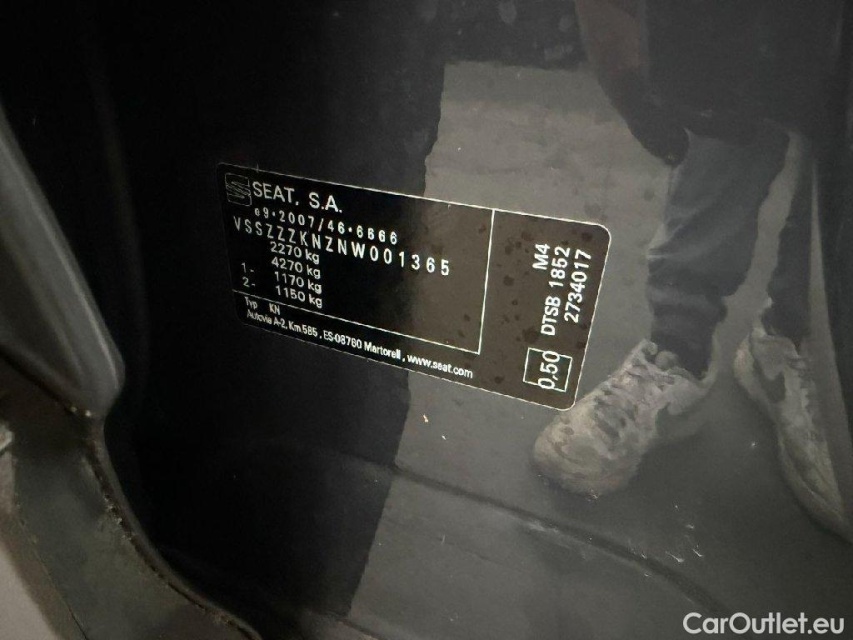 SEAT, S.A.
e9*2007/46*6666
VSSZZZKNZNW001365
2270 kg
1- 4270 kg
2- 1170 kg
1150 kg
Typ KN
Autovia A-2, Km 585, ES-08760 Martorell, www.seat.com
M4
DTSB 1852
2734017
0,50
CarOutlet.eu